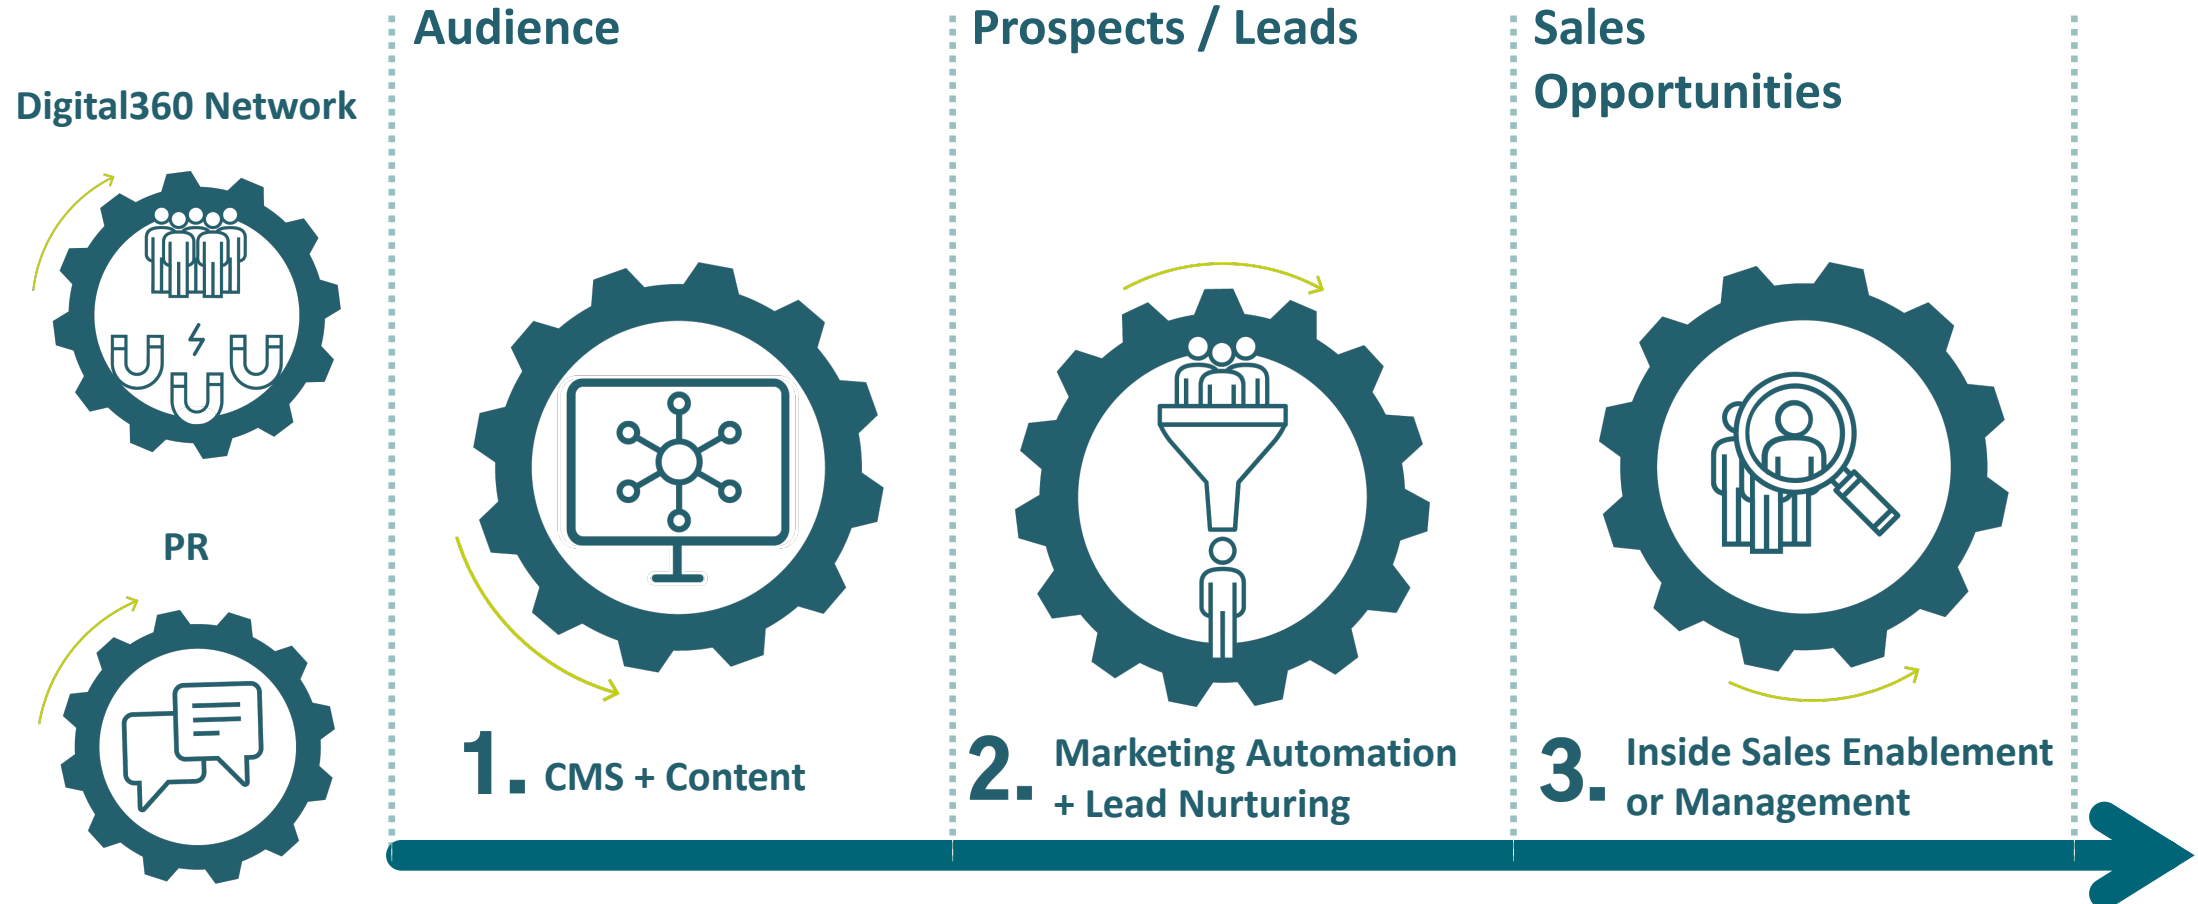 Digital360 Network
PR
Audience
1. CMS + Content
Prospects / Leads
2. Marketing Automation
+ Lead Nurturing
Sales
Opportunities
3. Inside Sales Enablement
or Management